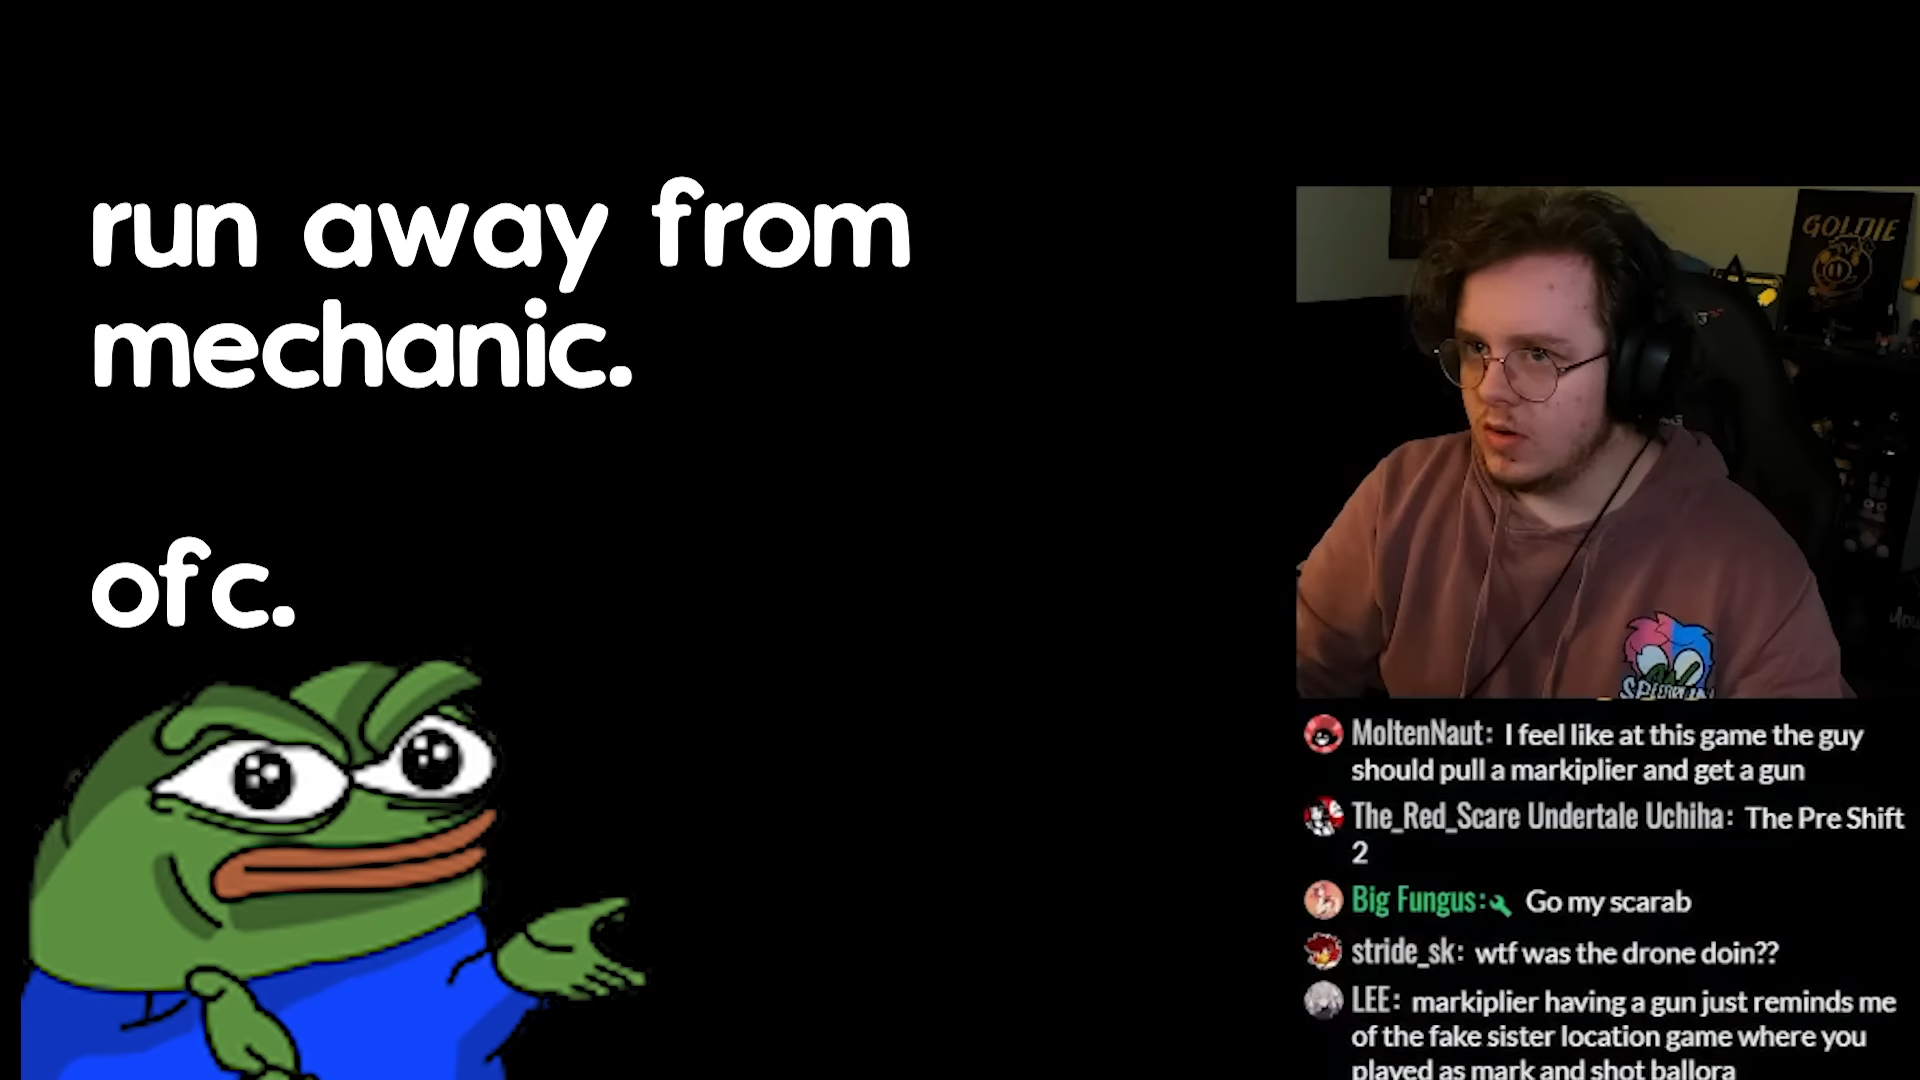 run away from
mechanic.
ofc.
GOLDIE
MoltenNaut: I feel like at this game the guy
should pull a markiplier and get a gun
The_Red_Scare Undertale Uchiha: The Pre Shift
2
Big Fungus: Go my scarab
stride_sk: wtf was the drone doin??
LEE: markiplier having a gun just reminds me
of the fake sister location game where you
played as mark and shot ballora